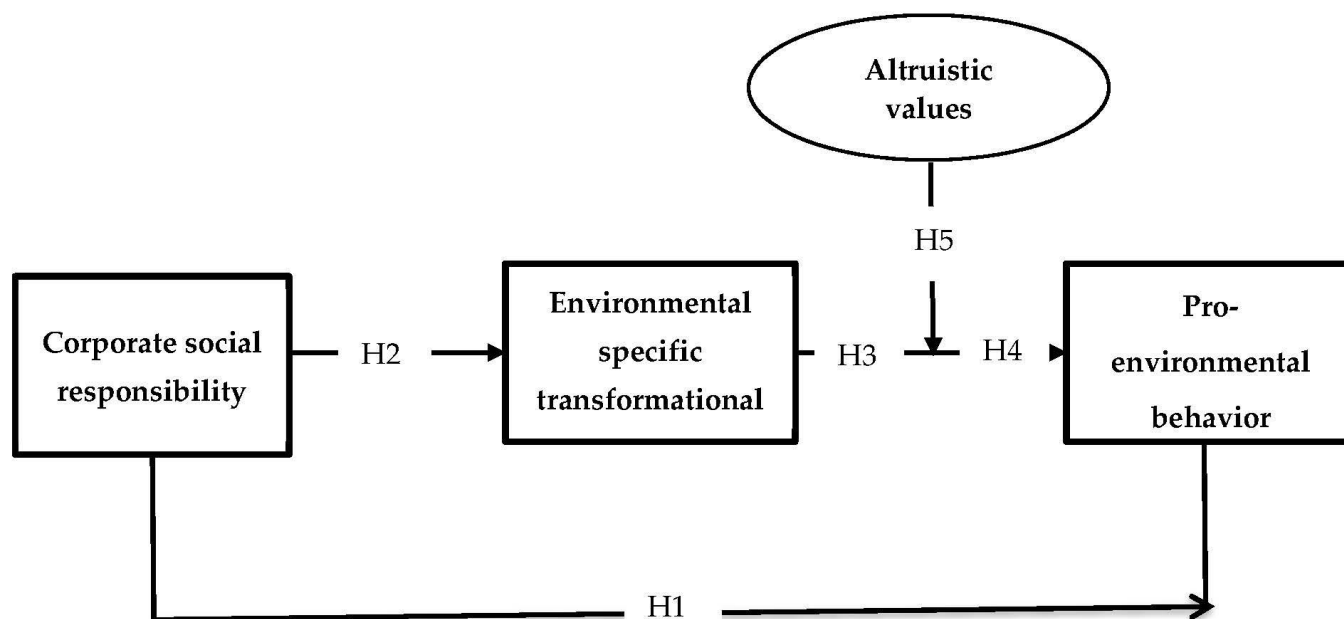 Altruistic
values
H5
Corporate social
responsibility
H2
Environmental
specific
transformational
H3
H4
Pro-
environmental
behavior
H1